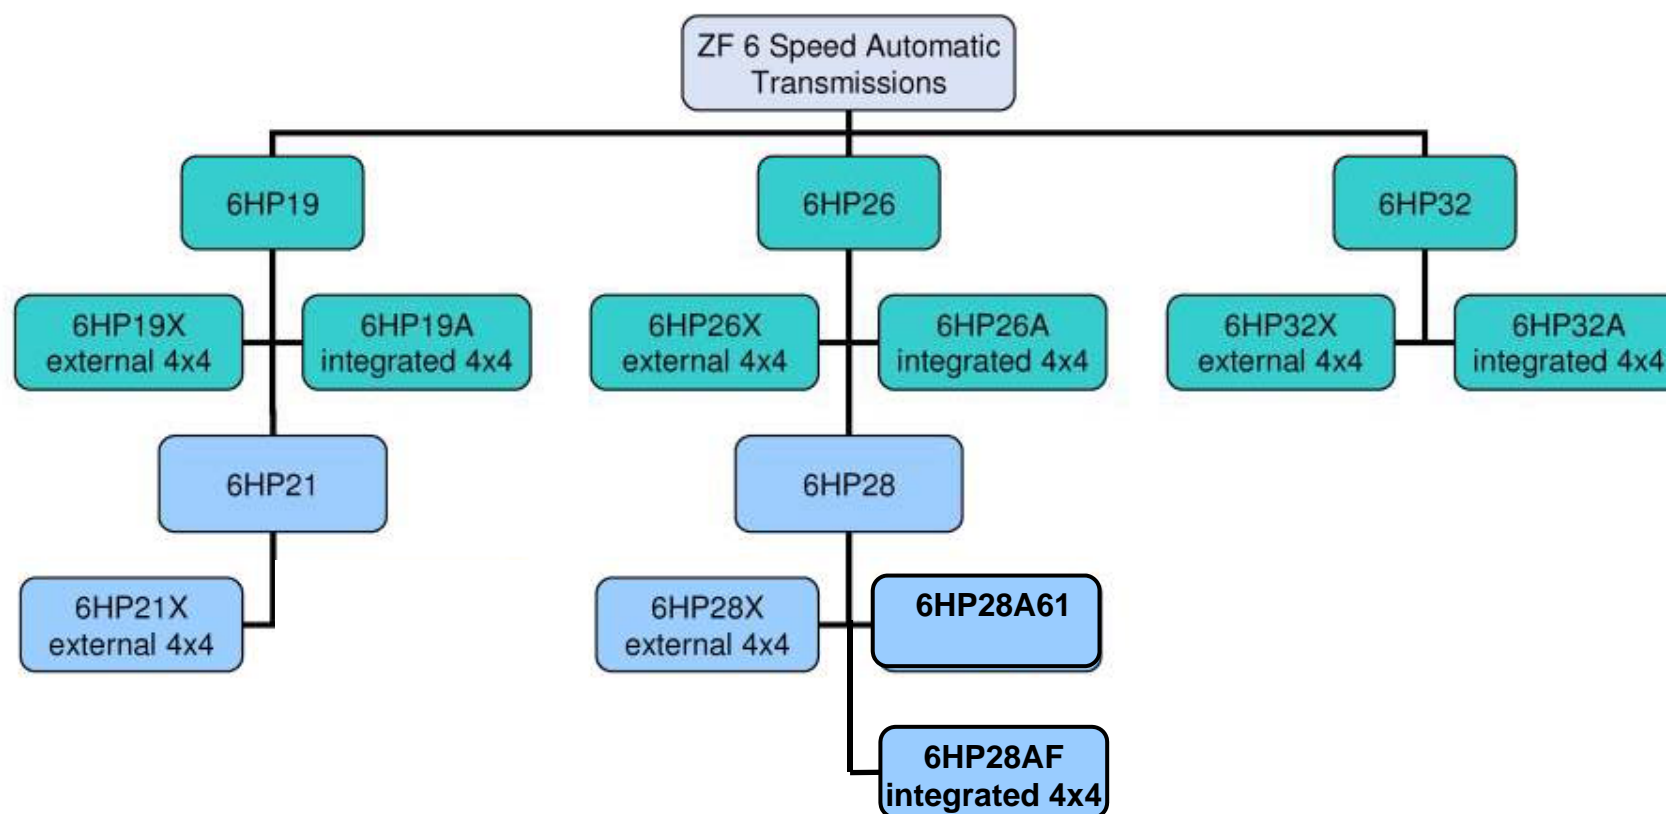 ZF 6 Speed Automatic
Transmissions
6HP19
6HP26
6HP32
6HP19X
external 4x4
6HP19A
integrated 4x4
6HP26X
external 4x4
6HP26A
integrated 4x4
6HP32X
external 4x4
6HP32A
integrated 4x4
6HP21
6HP28
6HP21X
external 4x4
6HP28X
external 4x4
6HP28A61
6HP28AF
integrated 4x4